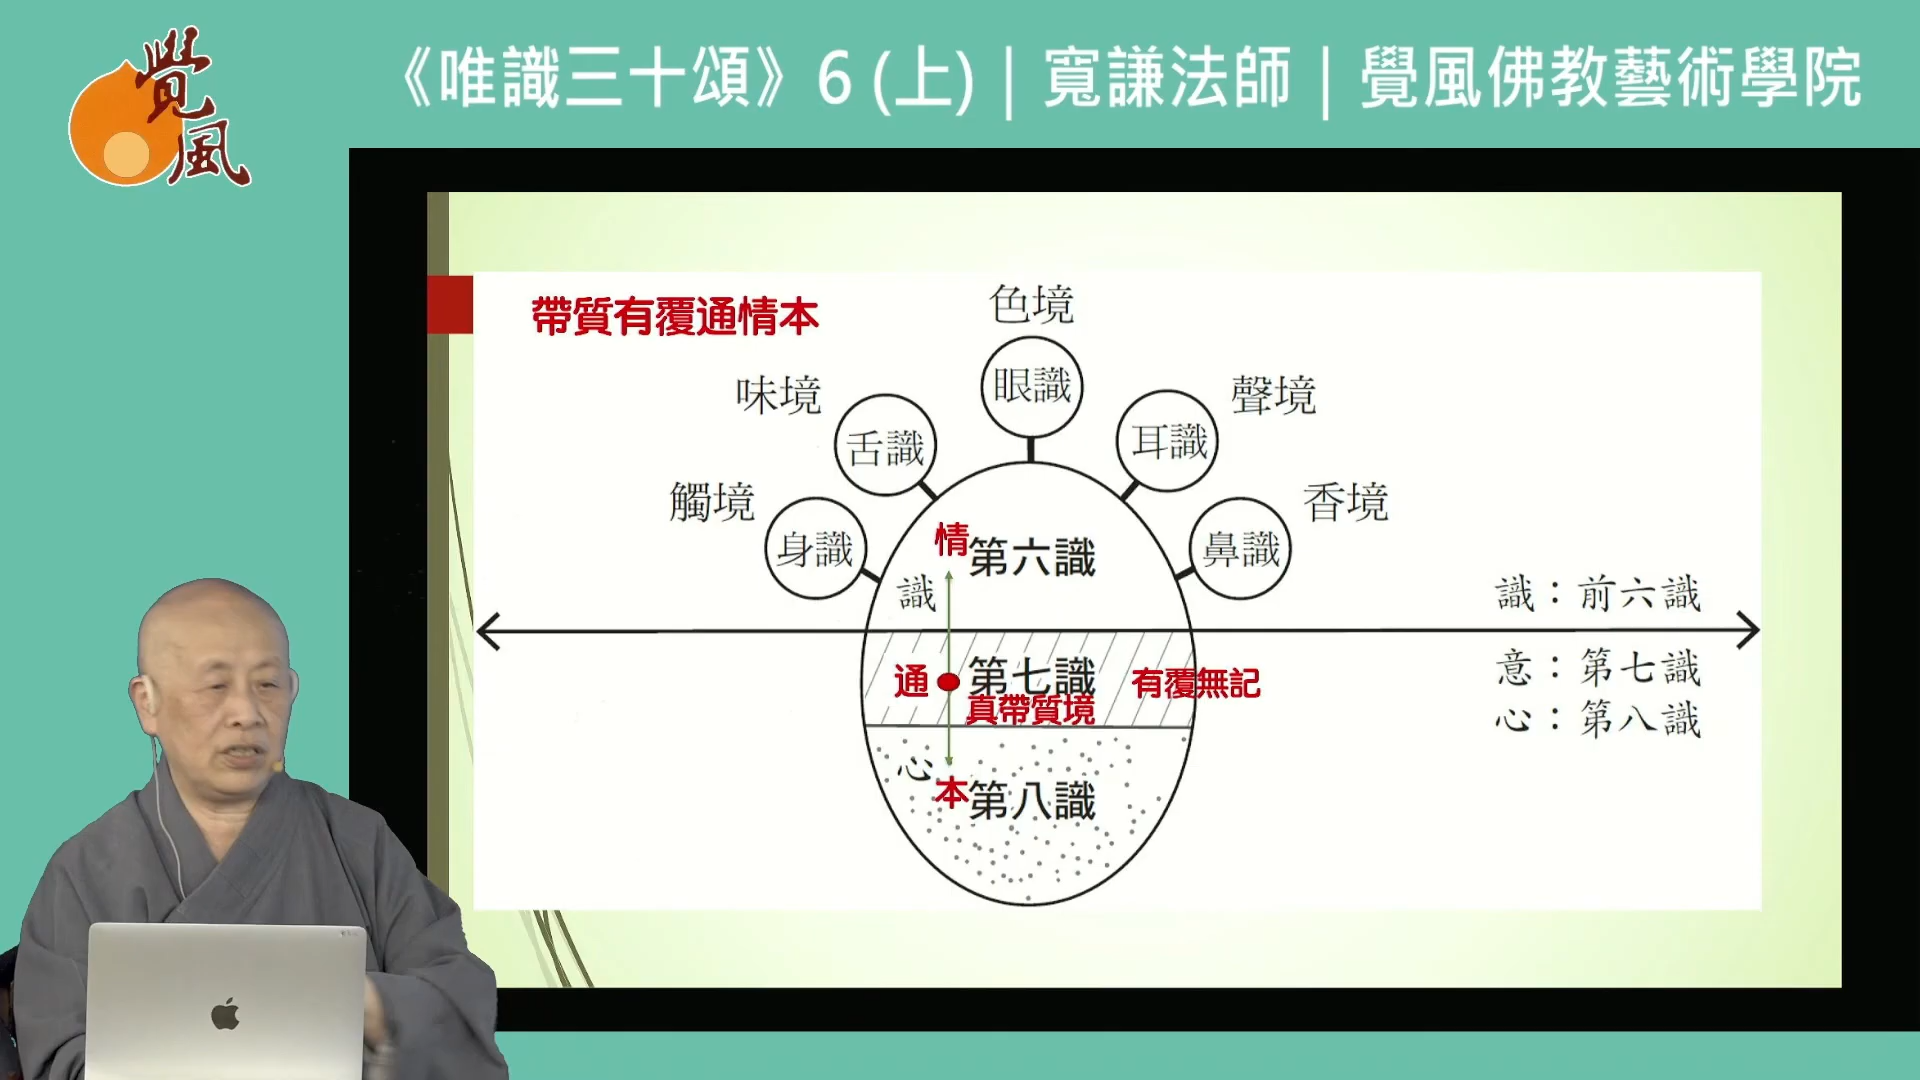 覺風
《唯識三十頌》6 (上)｜寬謙法師｜覺風佛教藝術學院
帶質有覆通情本
色境
眼識
味境
舌識
聲境
耳識
觸境
身識
香境
鼻識
情
第六識
識
識：前六識
通
第七識
真帶質境
有覆無記
意：第七識
心：第八識
心
本
第八識